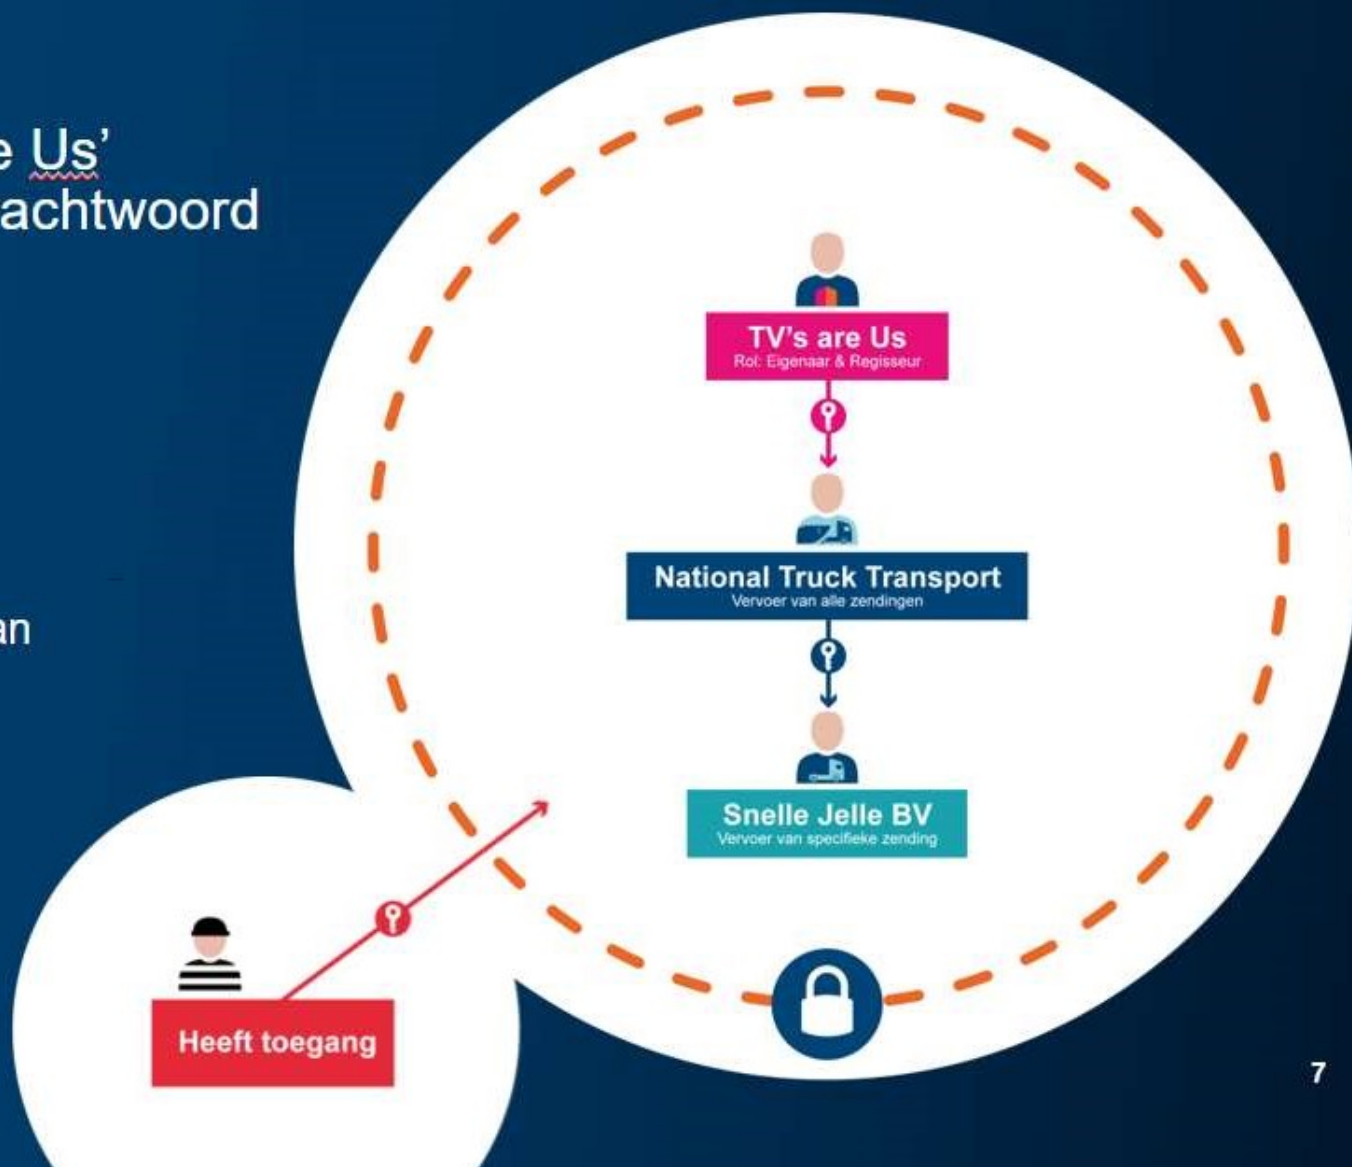 e Us’
achtwoord
an
TV’s are Us
Rol: Eigenaar & Regisseur
National Truck Transport
Vervoer van alle zendingen
Snelle Jelle BV
Vervoer van specifieke zending
Heeft toegang
7